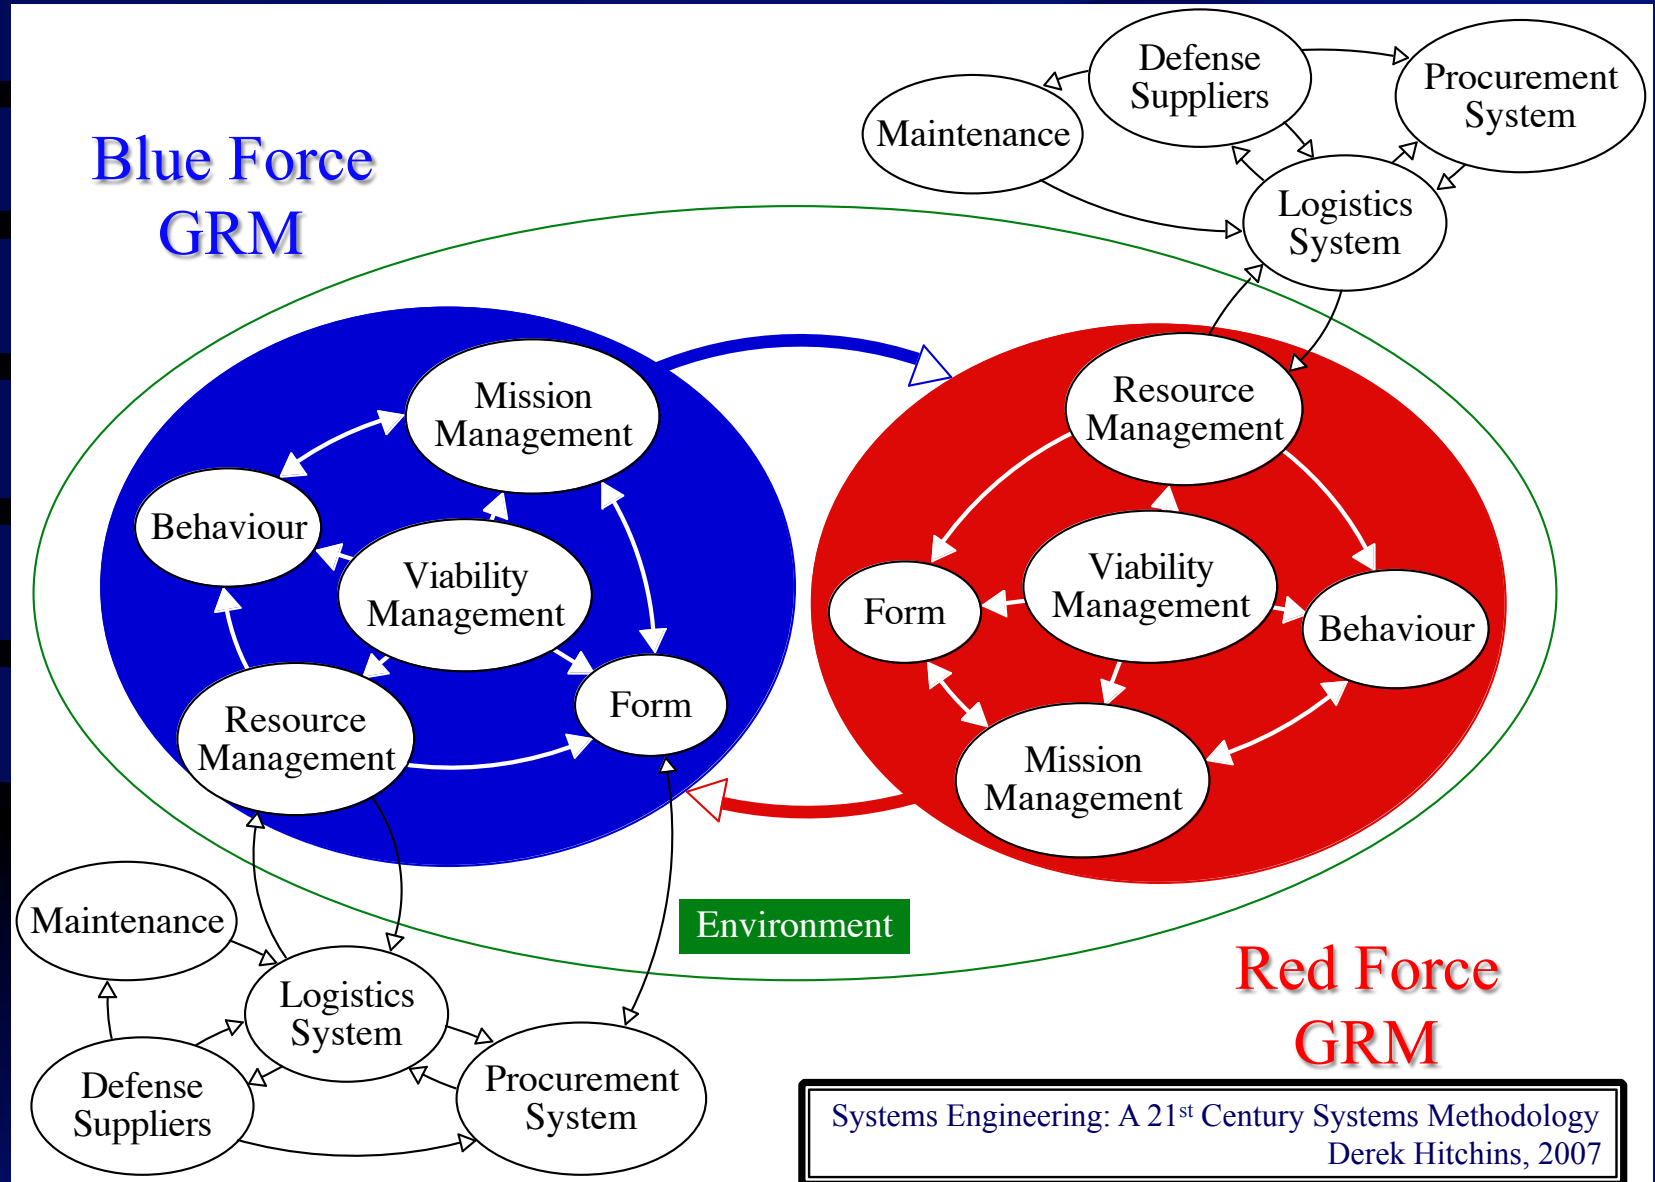 Defense
Suppliers
Procurement
System
Maintenance
Logistics
System
Blue Force
GRM
Mission
Management
Behaviour
Viability
Management
Resource
Management
Form
Resource
Management
Viability
Management
Form
Behaviour
Mission
Management
Environment
Maintenance
Logistics
System
Defense
Suppliers
Procurement
System
Red Force
GRM
Systems Engineering: A 21st Century Systems Methodology
Derek Hitchins, 2007